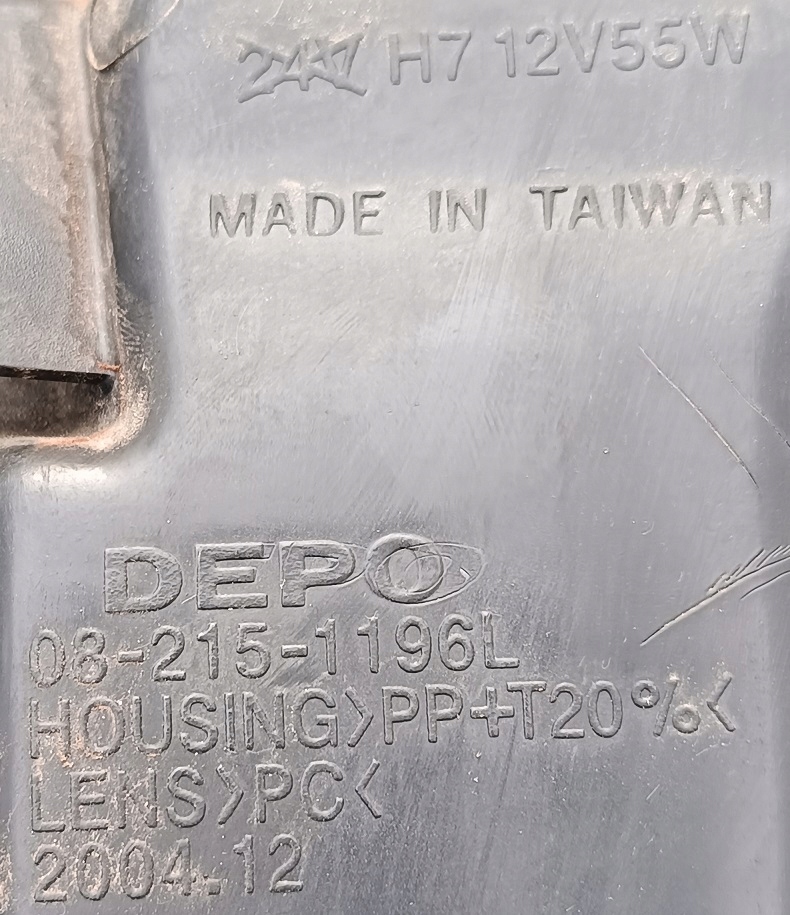 H7 12V55W
MADE IN TAIWAN
DEPO
08-215-1196L
HOUSING>PP+T20%<
LENS>PC<
2004.12